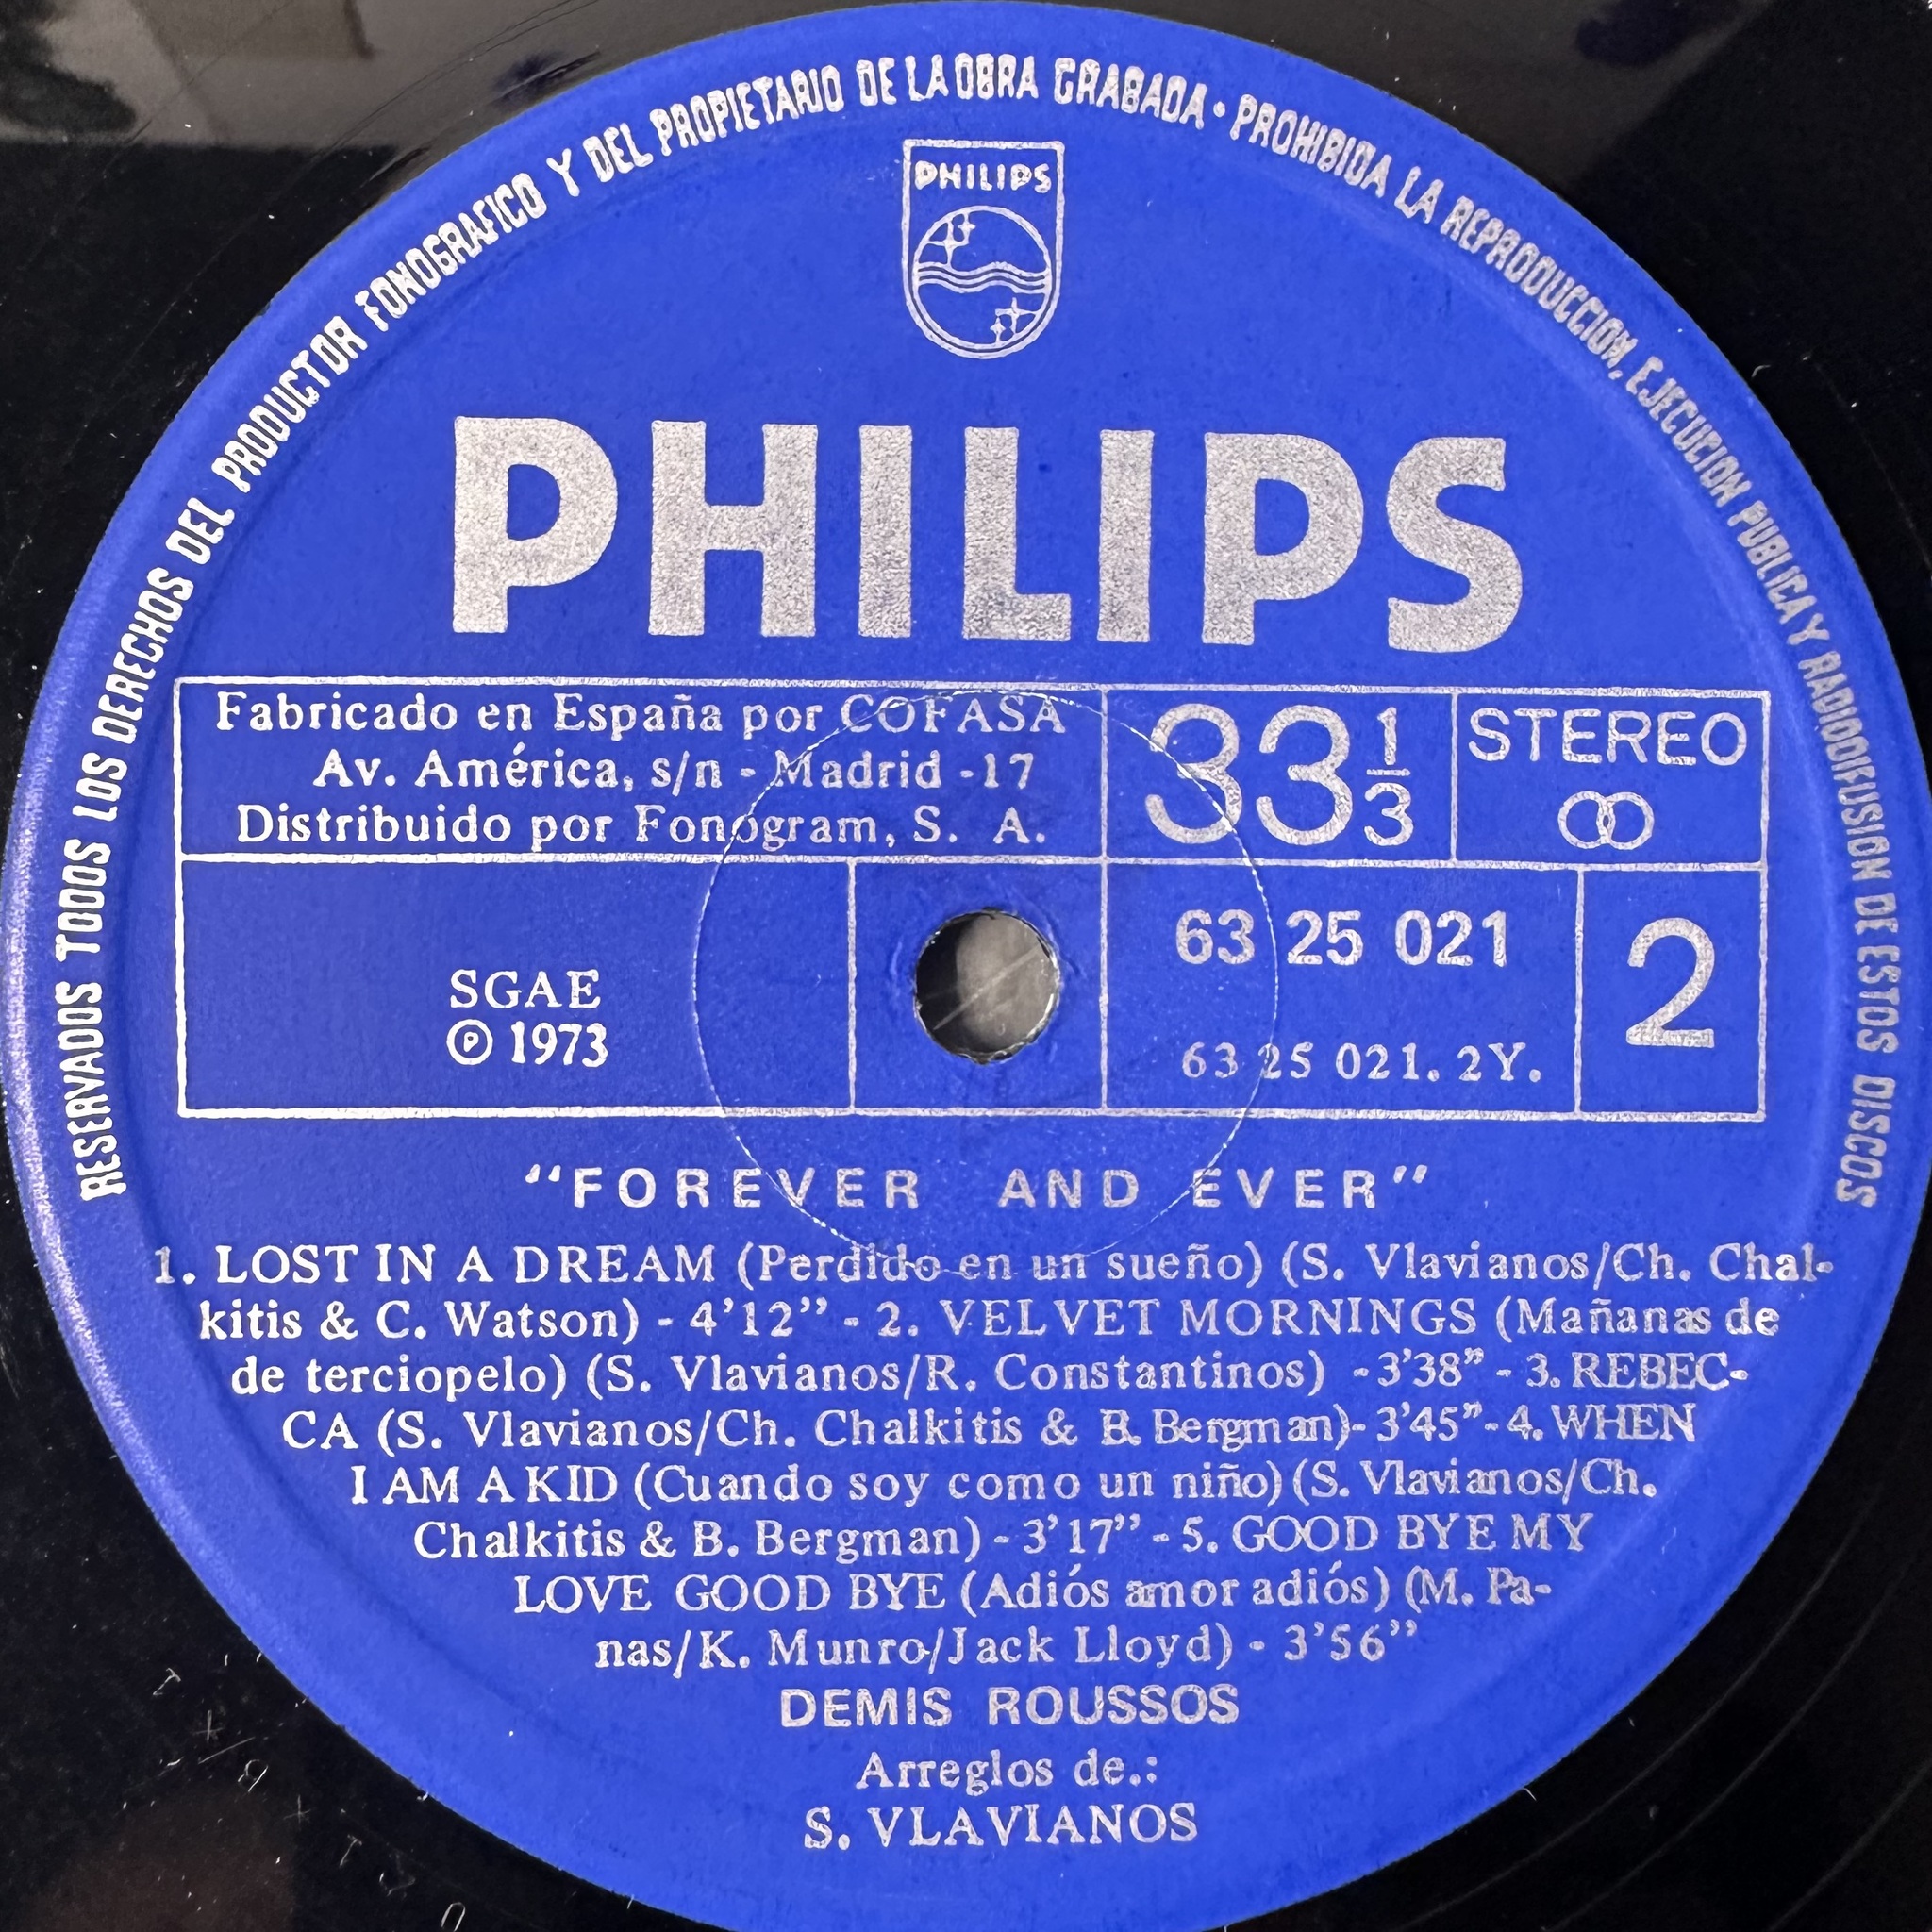 RESERVADOS TODOS LOS DERECHOS DEL PRODUCTOR FONOGRAFICO Y DEL PROPIETARIO DE LA OBRA GRABADA · PROHIBIDA LA REPRODUCCION, EJECUCION PUBLICA Y RADIODIFUSION DE ESTOS DISCOS
PHILIPS
PHILIPS
Fabricado en España por COFASA
Av. América, s/n - Madrid -17
Distribuido por Fonogram, S. A.
33 1/3
STEREO
SGAE
℗ 1973
63 25 021
63 25 021. 2Y.
2
“FOREVER AND EVER”
1. LOST IN A DREAM (Perdido en un sueño) (S. Vlavianos/Ch. Chal-
kitis & C. Watson) - 4’12” - 2. VELVET MORNINGS (Mañanas de
de terciopelo) (S. Vlavianos/R. Constantinos) -3’38” - 3. REBEC-
CA (S. Vlavianos/Ch. Chalkitis & B. Bergman)- 3’45”- 4. WHEN
I AM A KID (Cuando soy como un niño) (S. Vlavianos/Ch.
Chalkitis & B. Bergman) - 3’17” - 5. GOOD BYE MY
LOVE GOOD BYE (Adiós amor adiós) (M. Pa-
nas/K. Munro/Jack Lloyd) - 3’56”
DEMIS ROUSSOS
Arreglos de.:
S. VLAVIANOS